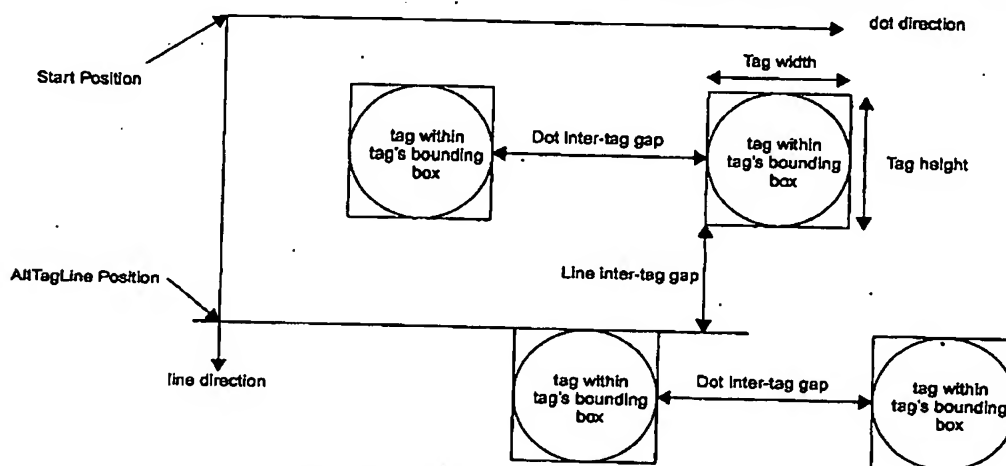 dot direction
Start Position
Tag width
tag within
tag's bounding
box
Dot inter-tag gap
tag within
tag's bounding
box
Tag height
Line inter-tag gap
AltTagLine Position
line direction
tag within
tag's bounding
box
Dot inter-tag gap
tag within
tag's bounding
box